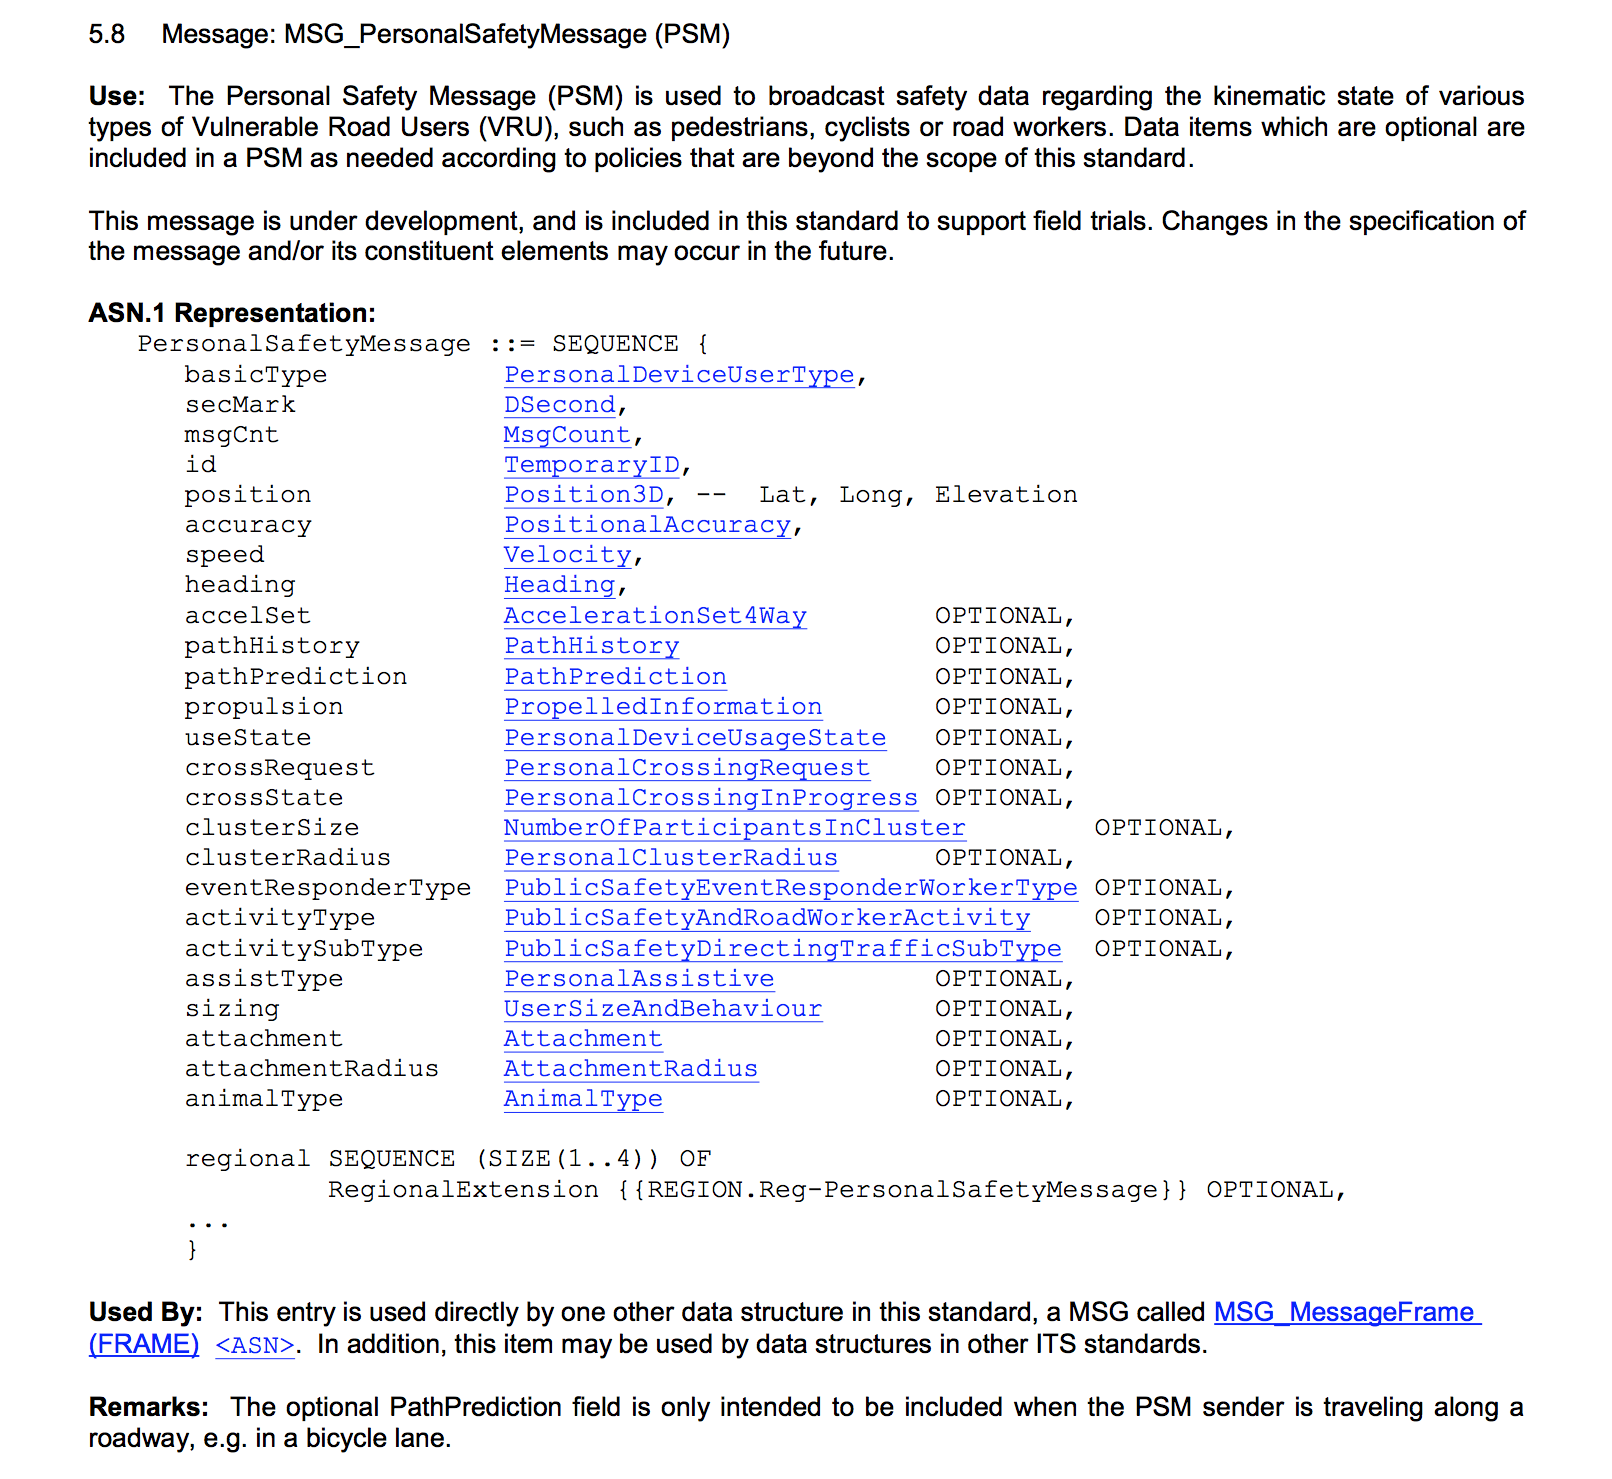 5.8 Message: MSG_PersonalSafetyMessage (PSM)
Use: The Personal Safety Message (PSM) is used to broadcast safety data regarding the kinematic state of various
types of Vulnerable Road Users (VRU), such as pedestrians, cyclists or road workers. Data items which are optional are
included in a PSM as needed according to policies that are beyond the scope of this standard.
This message is under development, and is included in this standard to support field trials. Changes in the specification of
the message and/or its constituent elements may occur in the future.
ASN.1 Representation:
PersonalSafetyMessage ::= SEQUENCE {
basicType PersonalDeviceUserType,
secMark DSecond,
msgCnt MsgCount,
id TemporaryID,
position Position3D, -- Lat, Long, Elevation
accuracy PositionalAccuracy,
speed Velocity,
heading Heading,
accelSet AccelerationSet4Way OPTIONAL,
pathHistory PathHistory OPTIONAL,
pathPrediction PathPrediction OPTIONAL,
propulsion PropelledInformation OPTIONAL,
useState PersonalDeviceUsageState OPTIONAL,
crossRequest PersonalCrossingRequest OPTIONAL,
crossState PersonalCrossingInProgress OPTIONAL,
clusterSize NumberOfParticipantsInCluster OPTIONAL,
clusterRadius PersonalClusterRadius OPTIONAL,
eventResponderType PublicSafetyEventResponderWorkerType OPTIONAL,
activityType PublicSafetyAndRoadWorkerActivity OPTIONAL,
activitySubType PublicSafetyDirectingTrafficSubType OPTIONAL,
assistType PersonalAssistive OPTIONAL,
sizing UserSizeAndBehaviour OPTIONAL,
attachment Attachment OPTIONAL,
attachmentRadius AttachmentRadius OPTIONAL,
animalType AnimalType OPTIONAL,
regional SEQUENCE (SIZE(1..4)) OF
RegionalExtension {{REGION.Reg-PersonalSafetyMessage}} OPTIONAL,
...
}
Used By: This entry is used directly by one other data structure in this standard, a MSG called MSG_MessageFrame
(FRAME) <ASN>. In addition, this item may be used by data structures in other ITS standards.
Remarks: The optional PathPrediction field is only intended to be included when the PSM sender is traveling along a
roadway, e.g. in a bicycle lane.